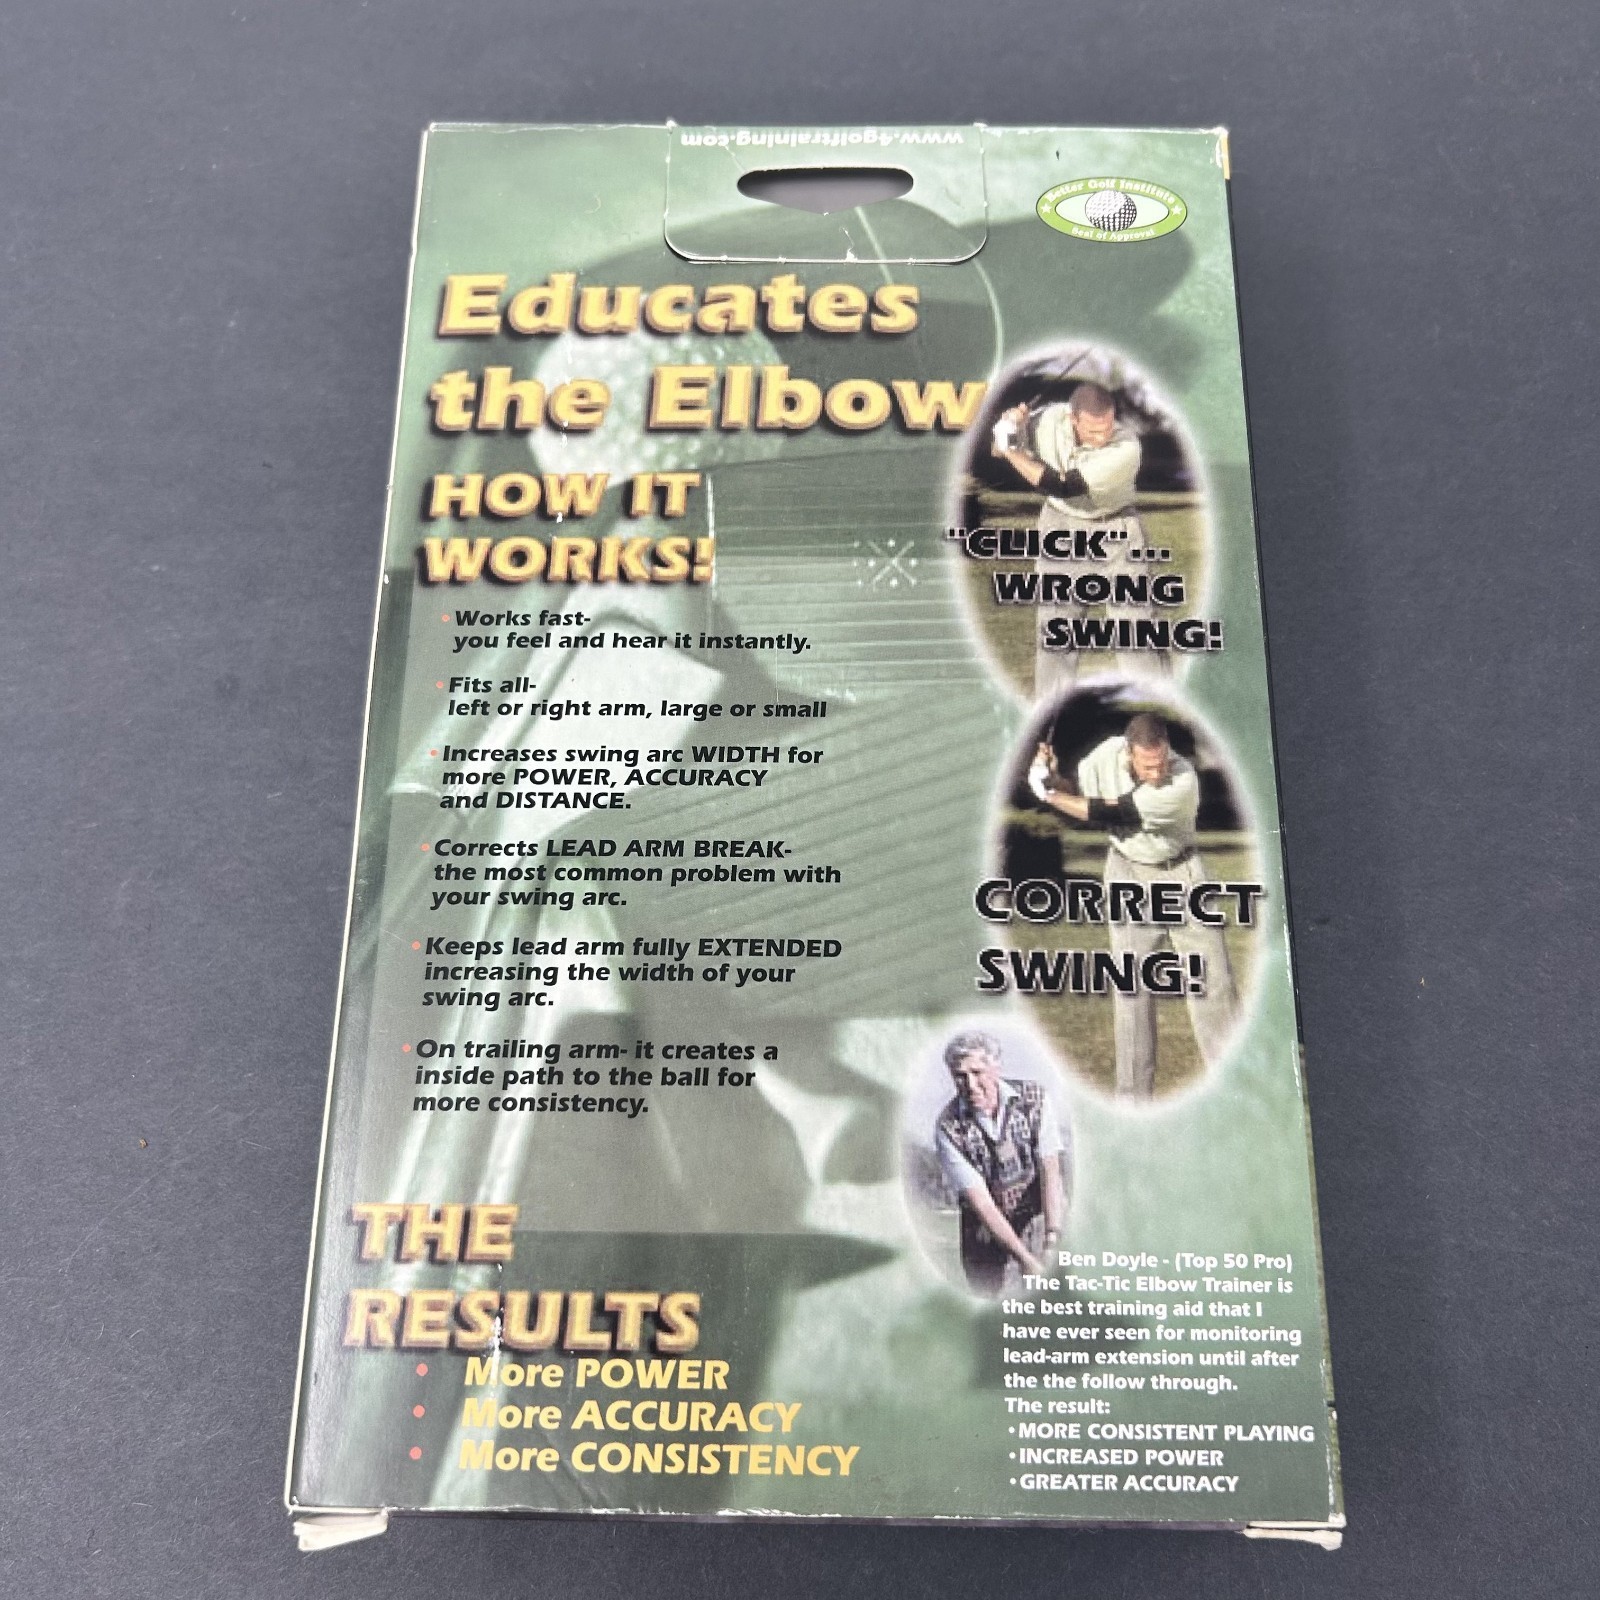 www.4golftraining.com
Better Golf Institute
Seal of Approval
Educates
the Elbow
HOW IT
WORKS!
•Works fast-
you feel and hear it instantly.
•Fits all-
left or right arm, large or small
•Increases swing arc WIDTH for
more POWER, ACCURACY
and DISTANCE.
•Corrects LEAD ARM BREAK-
the most common problem with
your swing arc.
•Keeps lead arm fully EXTENDED
increasing the width of your
swing arc.
•On trailing arm- it creates a
inside path to the ball for
more consistency.
"CLICK"...
WRONG
SWING!
CORRECT
SWING!
THE
RESULTS
• More POWER
• More ACCURACY
• More CONSISTENCY
Ben Doyle - (Top 50 Pro)
The Tac-Tic Elbow Trainer is
the best training aid that I
have ever seen for monitoring
lead-arm extension until after
the the follow through.
The result:
•MORE CONSISTENT PLAYING
•INCREASED POWER
•GREATER ACCURACY